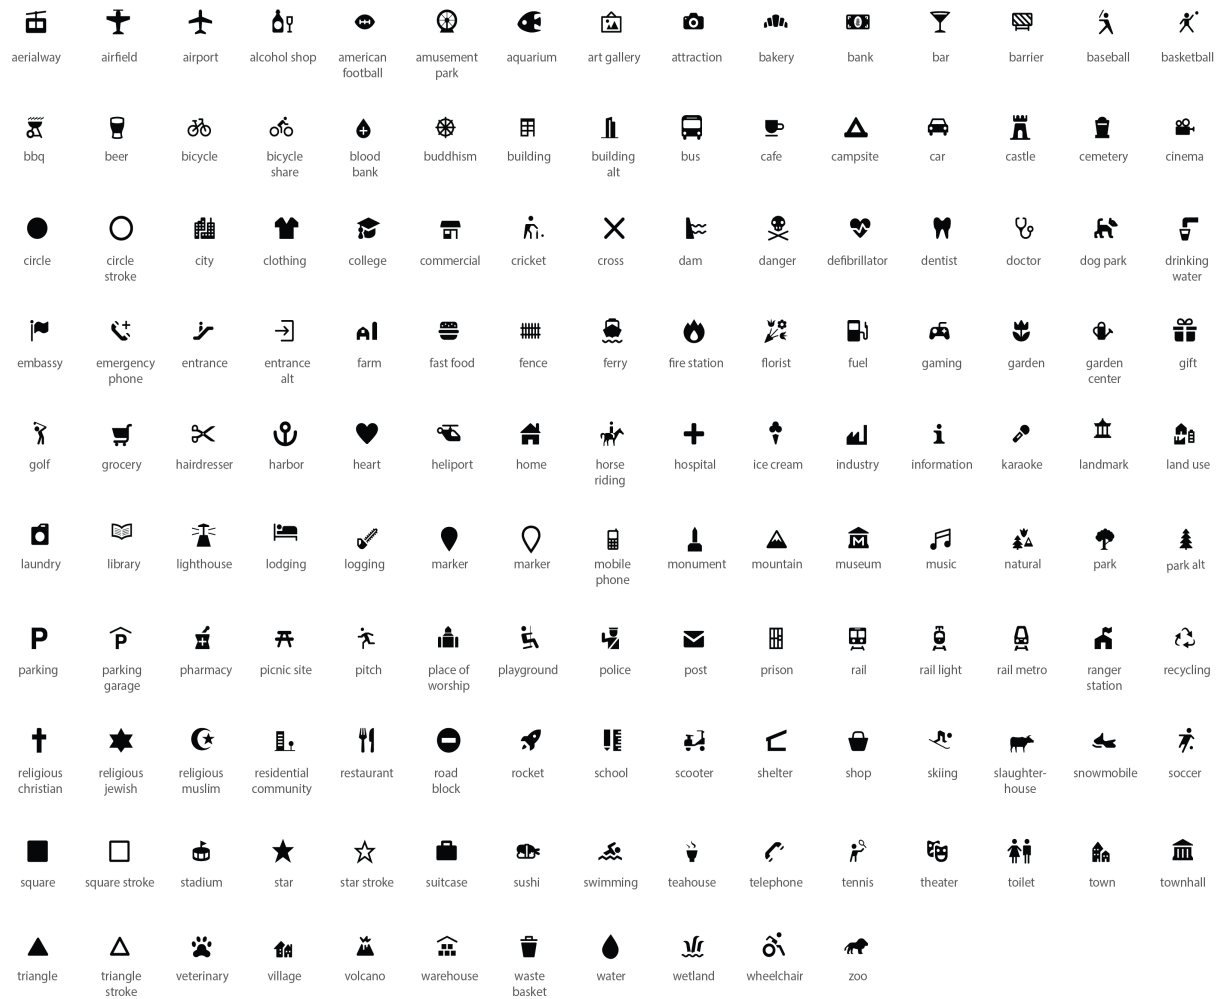 aerialway airfield airport alcohol shop american football amusement park aquarium art gallery attraction bakery bank bar barrier baseball basketball
bbq beer bicycle bicycle share blood bank buddhism building building alt bus cafe campsite car castle cemetery cinema
circle circle stroke city clothing college commercial cricket cross dam danger defibrillator dentist doctor dog park drinking water
embassy emergency phone entrance entrance alt farm fast food fence ferry fire station florist fuel gaming garden garden center gift
golf grocery hairdresser harbor heart heliport home horse riding hospital ice cream industry information karaoke landmark land use
laundry library lighthouse lodging logging marker marker mobile phone monument mountain museum music natural park park alt
parking parking garage pharmacy picnic site pitch place of worship playground police post prison rail rail light rail metro ranger station recycling
religious christian religious jewish religious muslim residential community restaurant road block rocket school scooter shelter shop skiing slaughter-house snowmobile soccer
square square stroke stadium star star stroke suitcase sushi swimming teahouse telephone tennis theater toilet town townhall
triangle triangle stroke veterinary village volcano warehouse waste basket water wetland wheelchair zoo